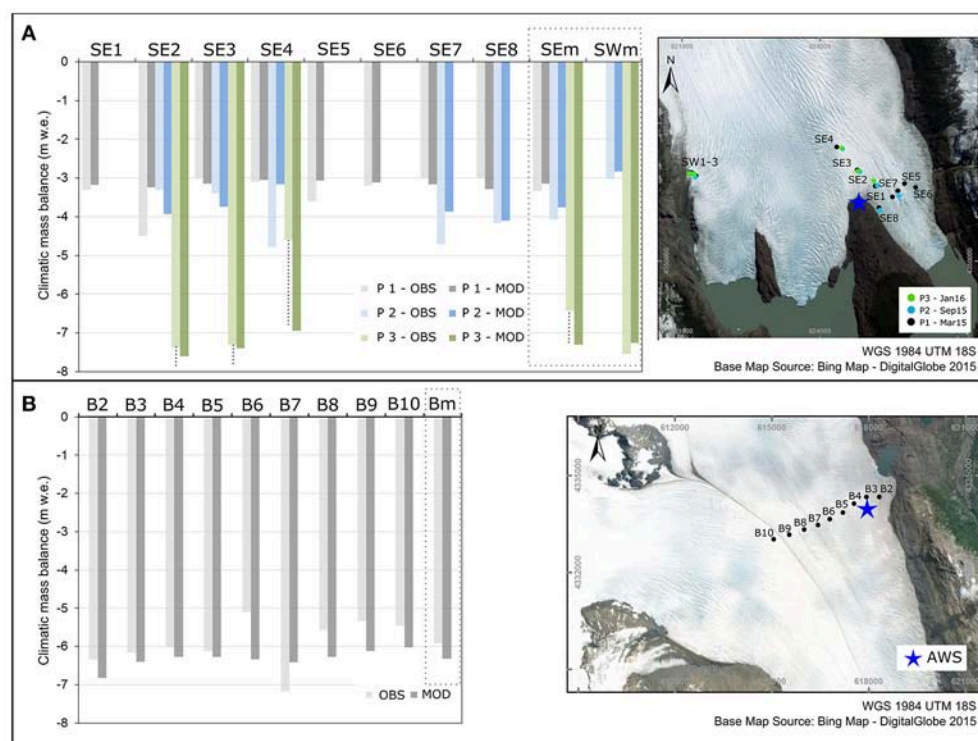 A
SE1 SE2 SE3 SE4 SE5 SE6 SE7 SE8 SEm SWm
Climatic mass balance (m w.e.)
0
-1
-2
-3
-4
-5
-6
-7
-8
P 1 - OBS P 1 - MOD
P 2 - OBS P 2 - MOD
P 3 - OBS P 3 - MOD
N
SE4
SW1-3
SE3
SE2
SE7
SE5
SE1
SE6
SE8
P3 - Jan16
P2 - Sep15
P1 - Mar15
WGS 1984 UTM 18S
Base Map Source: Bing Map - DigitalGlobe 2015
B
B2 B3 B4 B5 B6 B7 B8 B9 B10 Bm
Climatic mass balance (m w.e.)
0
-1
-2
-3
-4
-5
-6
-7
-8
OBS MOD
612000 615000 618000
N
4335000
4332000
B4 B3 B2
B5
B6
B7
B8
B9
B10
618000
AWS
WGS 1984 UTM 18S
Base Map Source: Bing Map - DigitalGlobe 2015